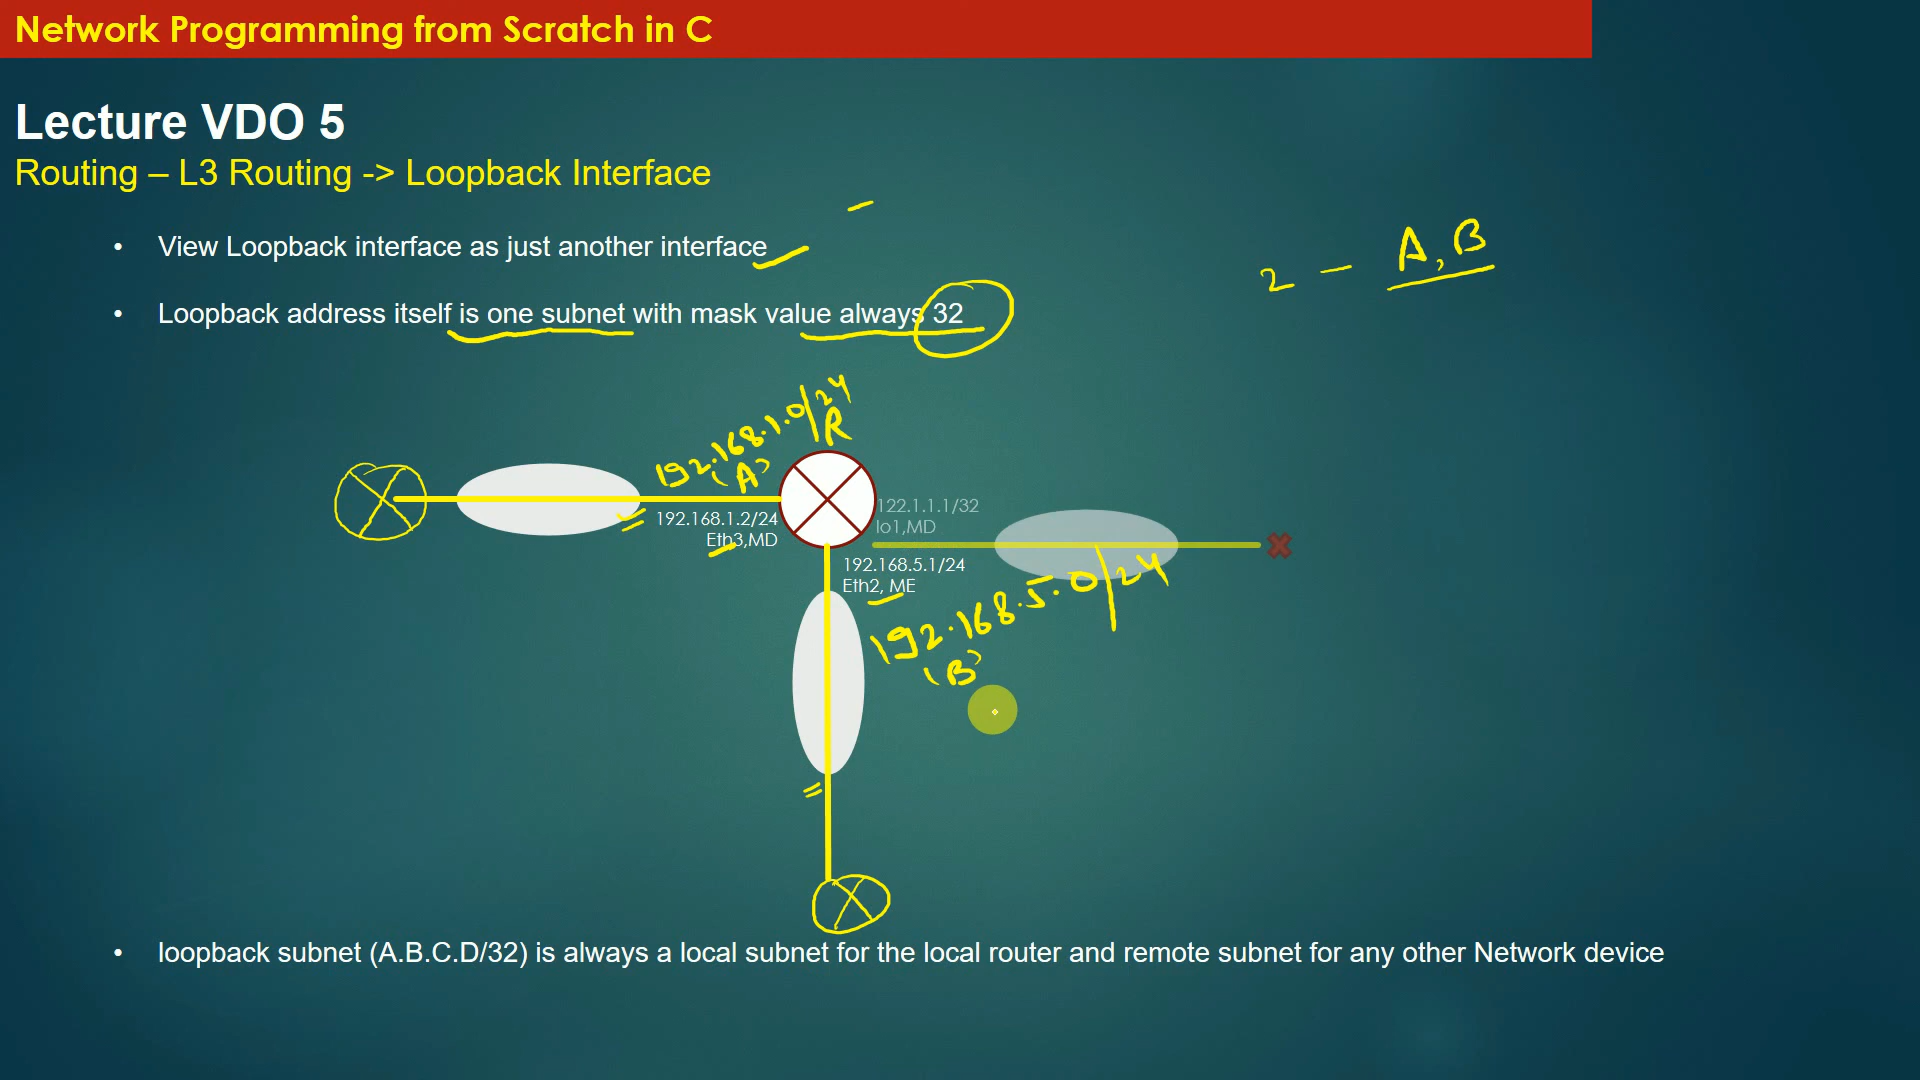 Network Programming from Scratch in C
Lecture VDO 5
Routing – L3 Routing -> Loopback Interface
• View Loopback interface as just another interface
2 - A, B
• Loopback address itself is one subnet with mask value always 32
192.168.1.0/24
R
(A)
122.1.1.1/32
lo1,MD
192.168.1.2/24
Eth3,MD
192.168.5.1/24
Eth2, ME
192.168.5.0/24
(B)
• loopback subnet (A.B.C.D/32) is always a local subnet for the local router and remote subnet for any other Network device